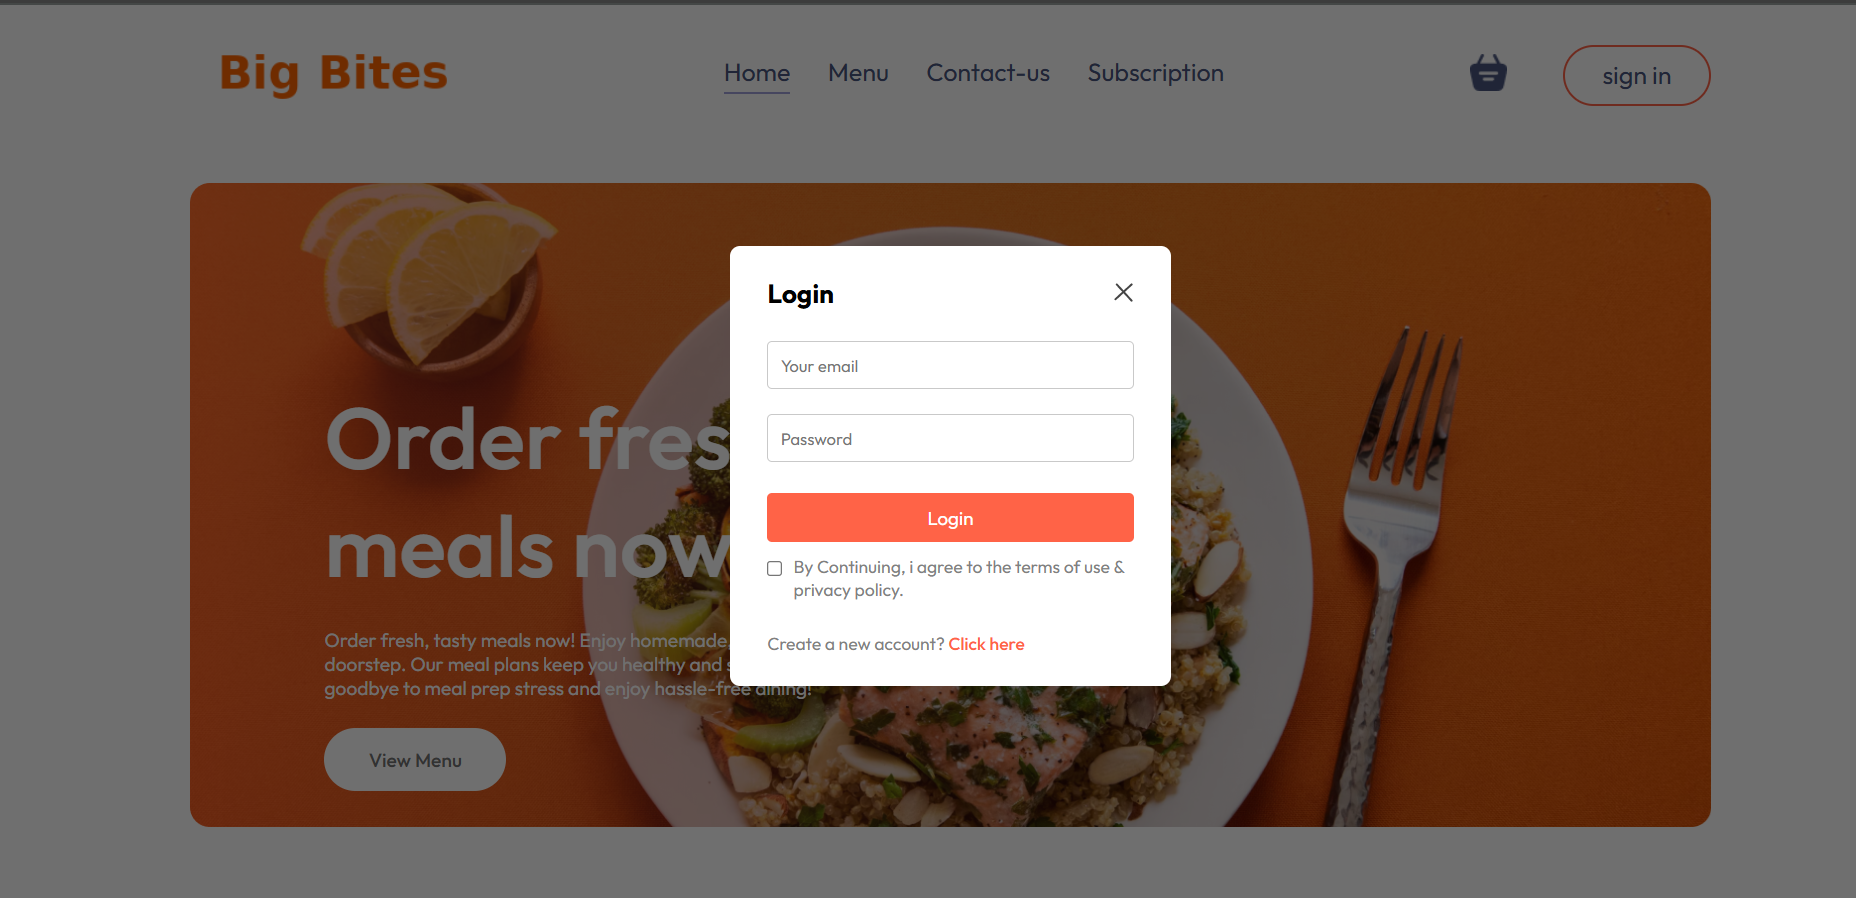 Big Bites
Home Menu Contact-us Subscription
sign in
Login
Your email
Password
Login
By Continuing, i agree to the terms of use &
privacy policy.
Create a new account? Click here
Order fres
meals now
Order fresh, tasty meals now! Enjoy homemade,
doorstep. Our meal plans keep you healthy and s
goodbye to meal prep stress and enjoy hassle-free dining!
View Menu